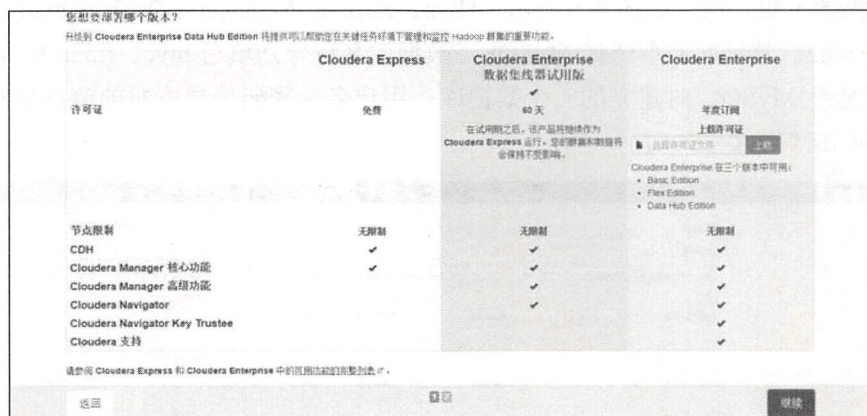 您想要部署哪个版本?
升级到 Cloudera Enterprise Data Hub Edition 将提供可以帮助您在关键任务环境下管理和监控 Hadoop 群集的重要功能。
Cloudera Express
Cloudera Enterprise
数据集线器试用版
Cloudera Enterprise
✔
许可证
免费
60 天
年度订阅
在试用期之后,该产品将继续作为
Cloudera Express 运行。您的群集和数据将
会保持不受影响。
上载许可证
选择许可证文件
上载
Cloudera Enterprise 在三个版本中可用:
• Basic Edition
• Flex Edition
• Data Hub Edition
节点限制
无限制
无限制
无限制
CDH
✔
✔
✔
Cloudera Manager 核心功能
✔
✔
✔
Cloudera Manager 高级功能
✔
✔
Cloudera Navigator
✔
✔
Cloudera Navigator Key Trustee
✔
Cloudera 支持
✔
请参阅 Cloudera Express 和 Cloudera Enterprise 中的可用功能的完整列表。
返回
1 2
继续